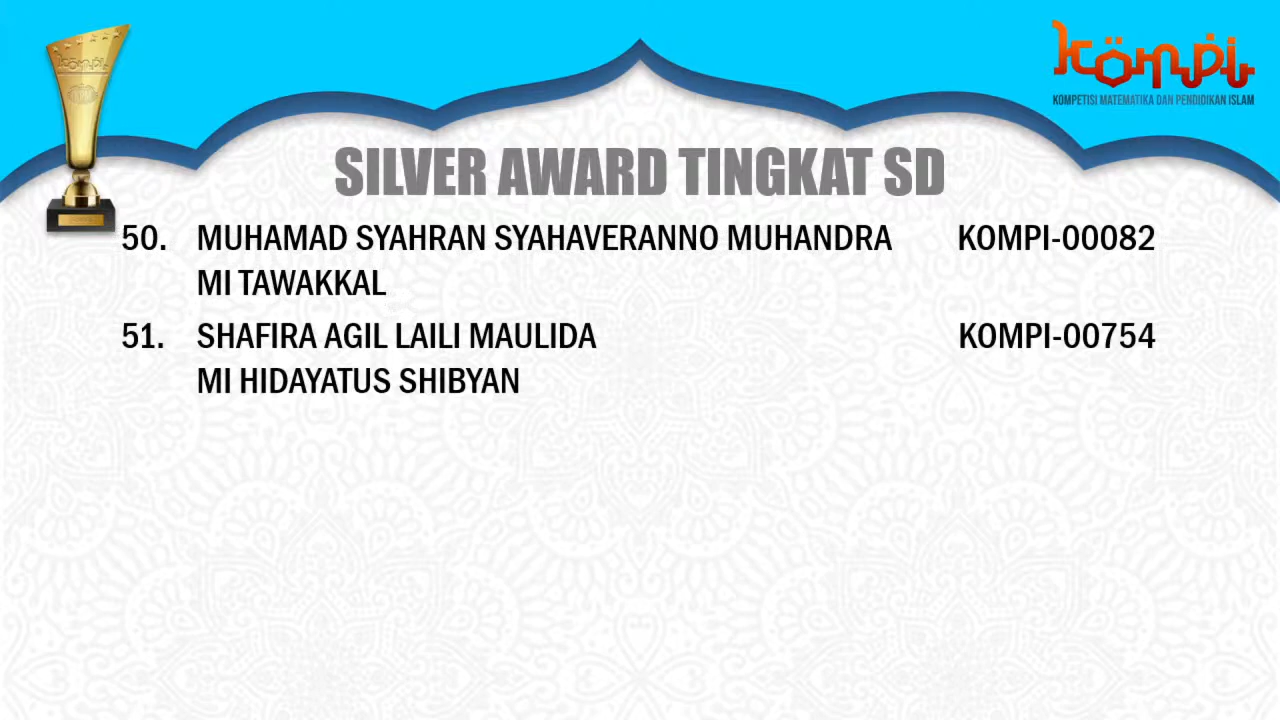 kömpi
KOMPETISI MATEMATIKA DAN PENDIDIKAN ISLAM
SILVER AWARD TINGKAT SD
50. MUHAMAD SYAHRAN SYAHAVERANNO MUHANDRA KOMPI-00082
MI TAWAKKAL
51. SHAFIRA AGIL LAILI MAULIDA KOMPI-00754
MI HIDAYATUS SHIBYAN